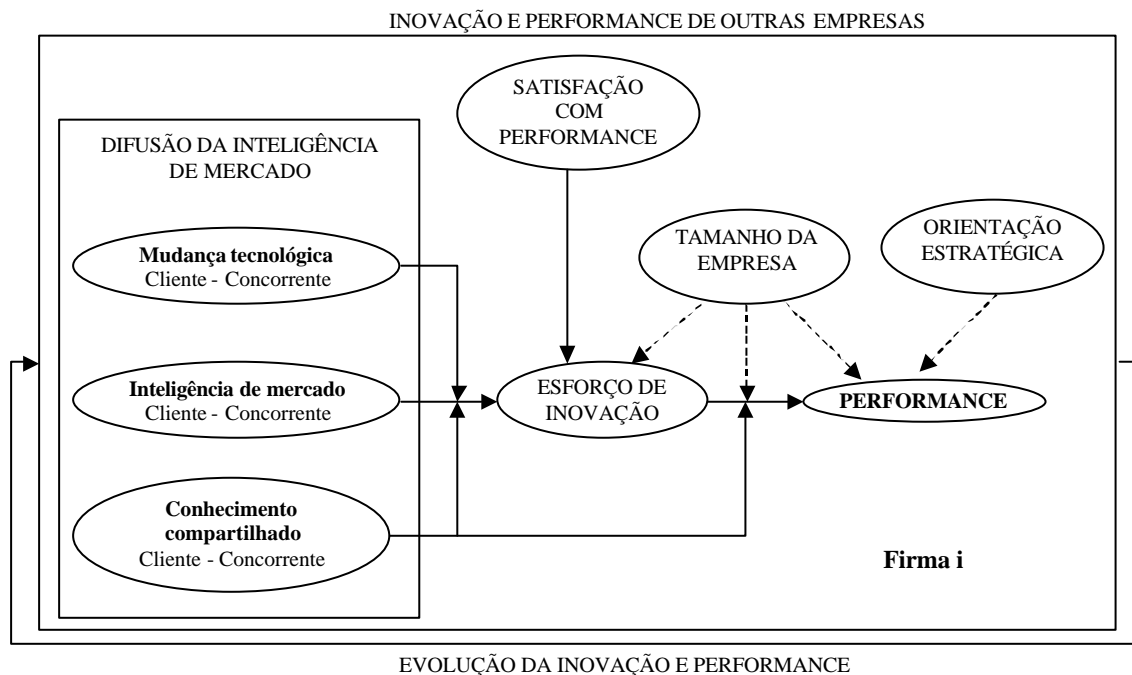 INOVAÇÃO E PERFORMANCE DE OUTRAS EMPRESAS
SATISFAÇÃO
COM
PERFORMANCE
DIFUSÃO DA INTELIGÊNCIA
DE MERCADO
TAMANHO DA
EMPRESA
ORIENTAÇÃO
ESTRATÉGICA
Mudança tecnológica
Cliente - Concorrente
Inteligência de mercado
Cliente - Concorrente
ESFORÇO DE
INOVAÇÃO
PERFORMANCE
Conhecimento
compartilhado
Cliente - Concorrente
Firma i
EVOLUÇÃO DA INOVAÇÃO E PERFORMANCE